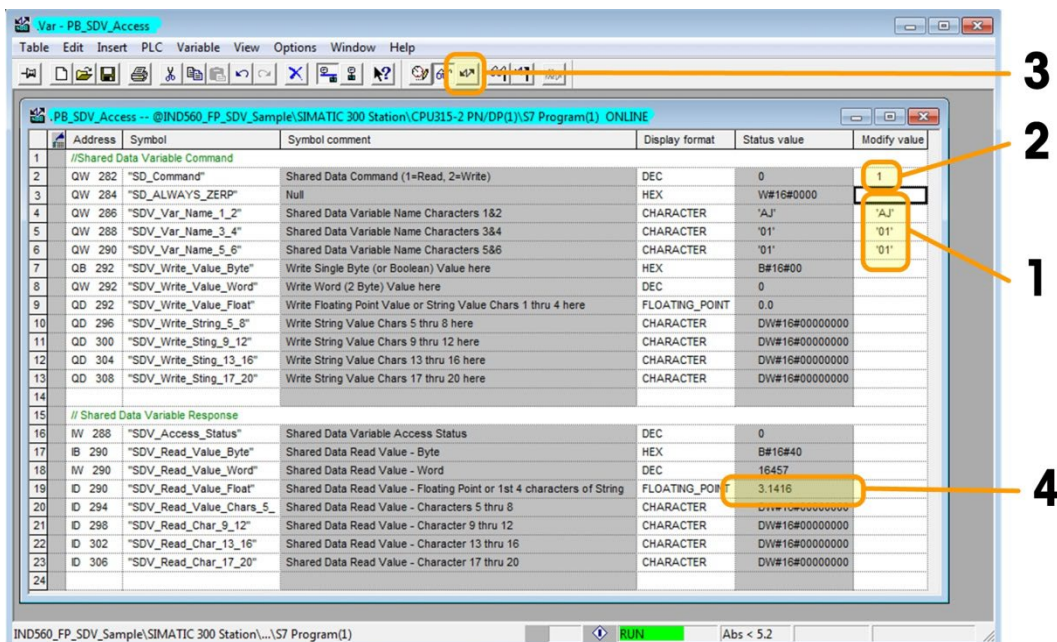 .Var - PB_SDV_Access
Table Edit Insert PLC Variable View Options Window Help
3
.PB_SDV_Access -- @IND560_FP_SDV_Sample\SIMATIC 300 Station\CPU315-2 PN/DP(1)\S7 Program(1) ONLINE
Address Symbol Symbol comment Display format Status value Modify value
2
1 //Shared Data Variable Command
2 QW 282 "SD_Command" Shared Data Command (1=Read, 2=Write) DEC 0 1
3 QW 284 "SD_ALWAYS_ZERP" Null HEX W#16#0000
4 QW 286 "SDV_Var_Name_1_2" Shared Data Variable Name Characters 1&2 CHARACTER 'AJ' 'AJ'
5 QW 288 "SDV_Var_Name_3_4" Shared Data Variable Name Characters 3&4 CHARACTER '01' '01'
6 QW 290 "SDV_Var_Name_5_6" Shared Data Variable Name Characters 5&6 CHARACTER '01' '01'
7 QB 292 "SDV_Write_Value_Byte" Write Single Byte (or Boolean) Value here HEX B#16#00
1
8 QW 292 "SDV_Write_Value_Word" Write Word (2 Byte) Value here DEC 0
9 QD 292 "SDV_Write_Value_Float" Write Floating Point Value or String Value Chars 1 thru 4 here FLOATING_POINT 0.0
10 QD 296 "SDV_Write_String_5_8" Write String Value Chars 5 thru 8 here CHARACTER DW#16#00000000
11 QD 300 "SDV_Write_Sting_9_12" Write String Value Chars 9 thru 12 here CHARACTER DW#16#00000000
12 QD 304 "SDV_Write_Sting_13_16" Write String Value Chars 13 thru 16 here CHARACTER DW#16#00000000
13 QD 308 "SDV_Write_Sting_17_20" Write String Value Chars 17 thru 20 here CHARACTER DW#16#00000000
14
15 // Shared Data Variable Response
16 IW 288 "SDV_Access_Status" Shared Data Variable Access Status DEC 0
17 IB 290 "SDV_Read_Value_Byte" Shared Data Read Value - Byte HEX B#16#40
18 IW 290 "SDV_Read_Value_Word" Shared Data Read Value - Word DEC 16457
19 ID 290 "SDV_Read_Value_Float" Shared Data Read Value - Floating Point or 1st 4 characters of String FLOATING_POINT 3.1416
4
20 ID 294 "SDV_Read_Value_Chars_5_ Shared Data Read Value - Characters 5 thru 8 CHARACTER DW#16#00000000
21 ID 298 "SDV_Read_Char_9_12" Shared Data Read Value - Character 9 thru 12 CHARACTER DW#16#00000000
22 ID 302 "SDV_Read_Char_13_16" Shared Data Read Value - Character 13 thru 16 CHARACTER DW#16#00000000
23 ID 306 "SDV_Read_Char_17_20" Shared Data Read Value - Character 17 thru 20 CHARACTER DW#16#00000000
24
IND560_FP_SDV_Sample\SIMATIC 300 Station\...\S7 Program(1) RUN Abs < 5.2